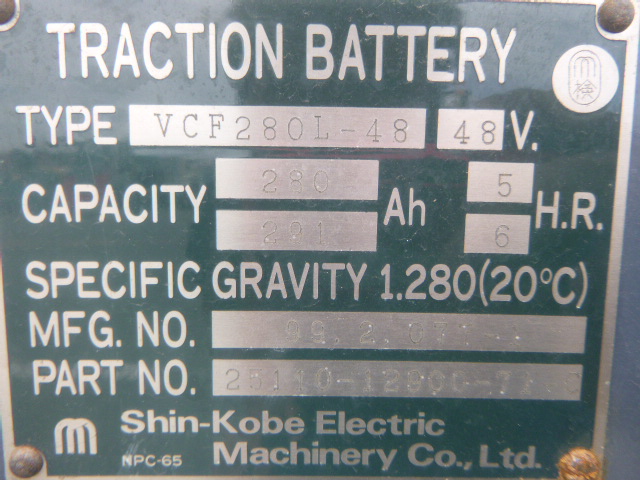 TRACTION BATTERY
TYPE VCF280L-48 48 V.
CAPACITY 280 Ah 5 H.R.
291 6
SPECIFIC GRAVITY 1.280(20°C)
MFG. NO.
PART NO.
Shin-Kobe Electric
NPC-65 Machinery Co., Ltd.